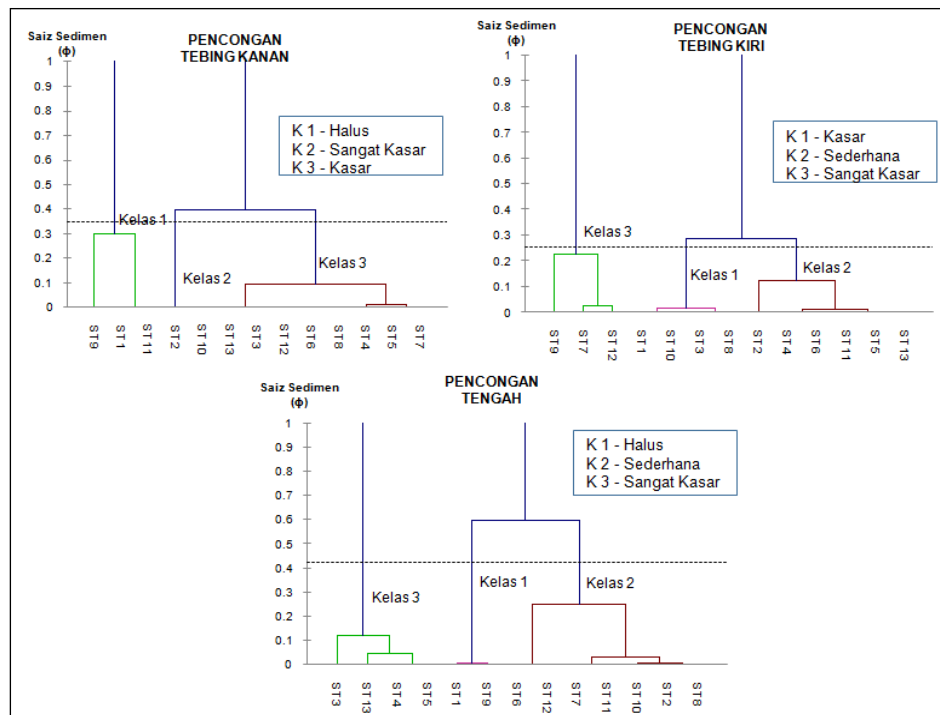 Saiz Sedimen
(ϕ)
PENCONGAN
TEBING KANAN
1
0.9
0.8
0.7
0.6
0.5
0.4
0.3
0.2
0.1
0
K 1 - Halus
K 2 - Sangat Kasar
K 3 - Kasar
Kelas 1
Kelas 2
Kelas 3
ST9
ST1
ST11
ST2
ST10
ST13
ST3
ST12
ST6
ST8
ST4
ST5
ST7
Saiz Sedimen
(ϕ)
PENCONGAN
TEBING KIRI
1
0.9
0.8
0.7
0.6
0.5
0.4
0.3
0.2
0.1
0
K 1 - Kasar
K 2 - Sederhana
K 3 - Sangat Kasar
Kelas 3
Kelas 1
Kelas 2
ST9
ST7
ST12
ST1
ST10
ST3
ST8
ST2
ST4
ST6
ST11
ST5
ST13
Saiz Sedimen
(ϕ)
PENCONGAN
TENGAH
1
0.9
0.8
0.7
0.6
0.5
0.4
0.3
0.2
0.1
0
K 1 - Halus
K 2 - Sederhana
K 3 - Sangat Kasar
Kelas 3
Kelas 1
Kelas 2
ST3
ST13
ST4
ST5
ST1
ST9
ST6
ST12
ST7
ST11
ST10
ST2
ST8